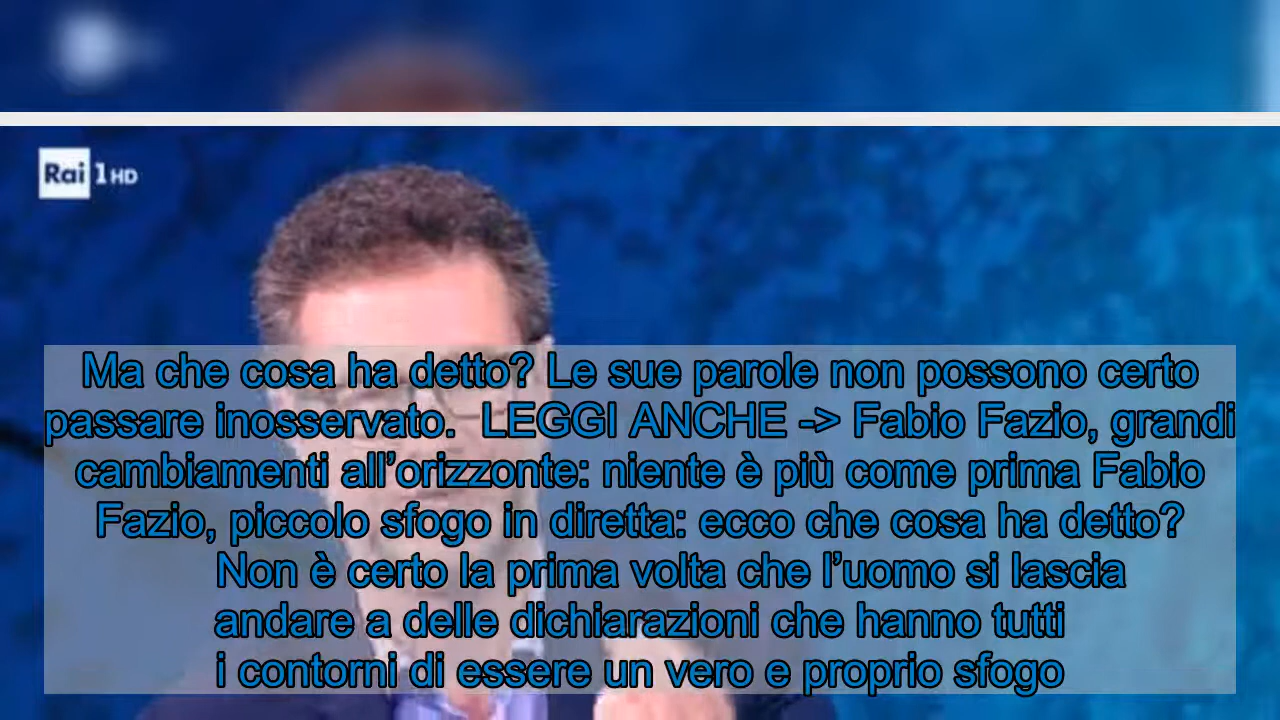 Rai 1 HD
Ma che cosa ha detto? Le sue parole non possono certo
passare inosservato.  LEGGI ANCHE -> Fabio Fazio, grandi
cambiamenti all’orizzonte: niente è più come prima Fabio
Fazio, piccolo sfogo in diretta: ecco che cosa ha detto?
Non è certo la prima volta che l’uomo si lascia
andare a delle dichiarazioni che hanno tutti
i contorni di essere un vero e proprio sfogo